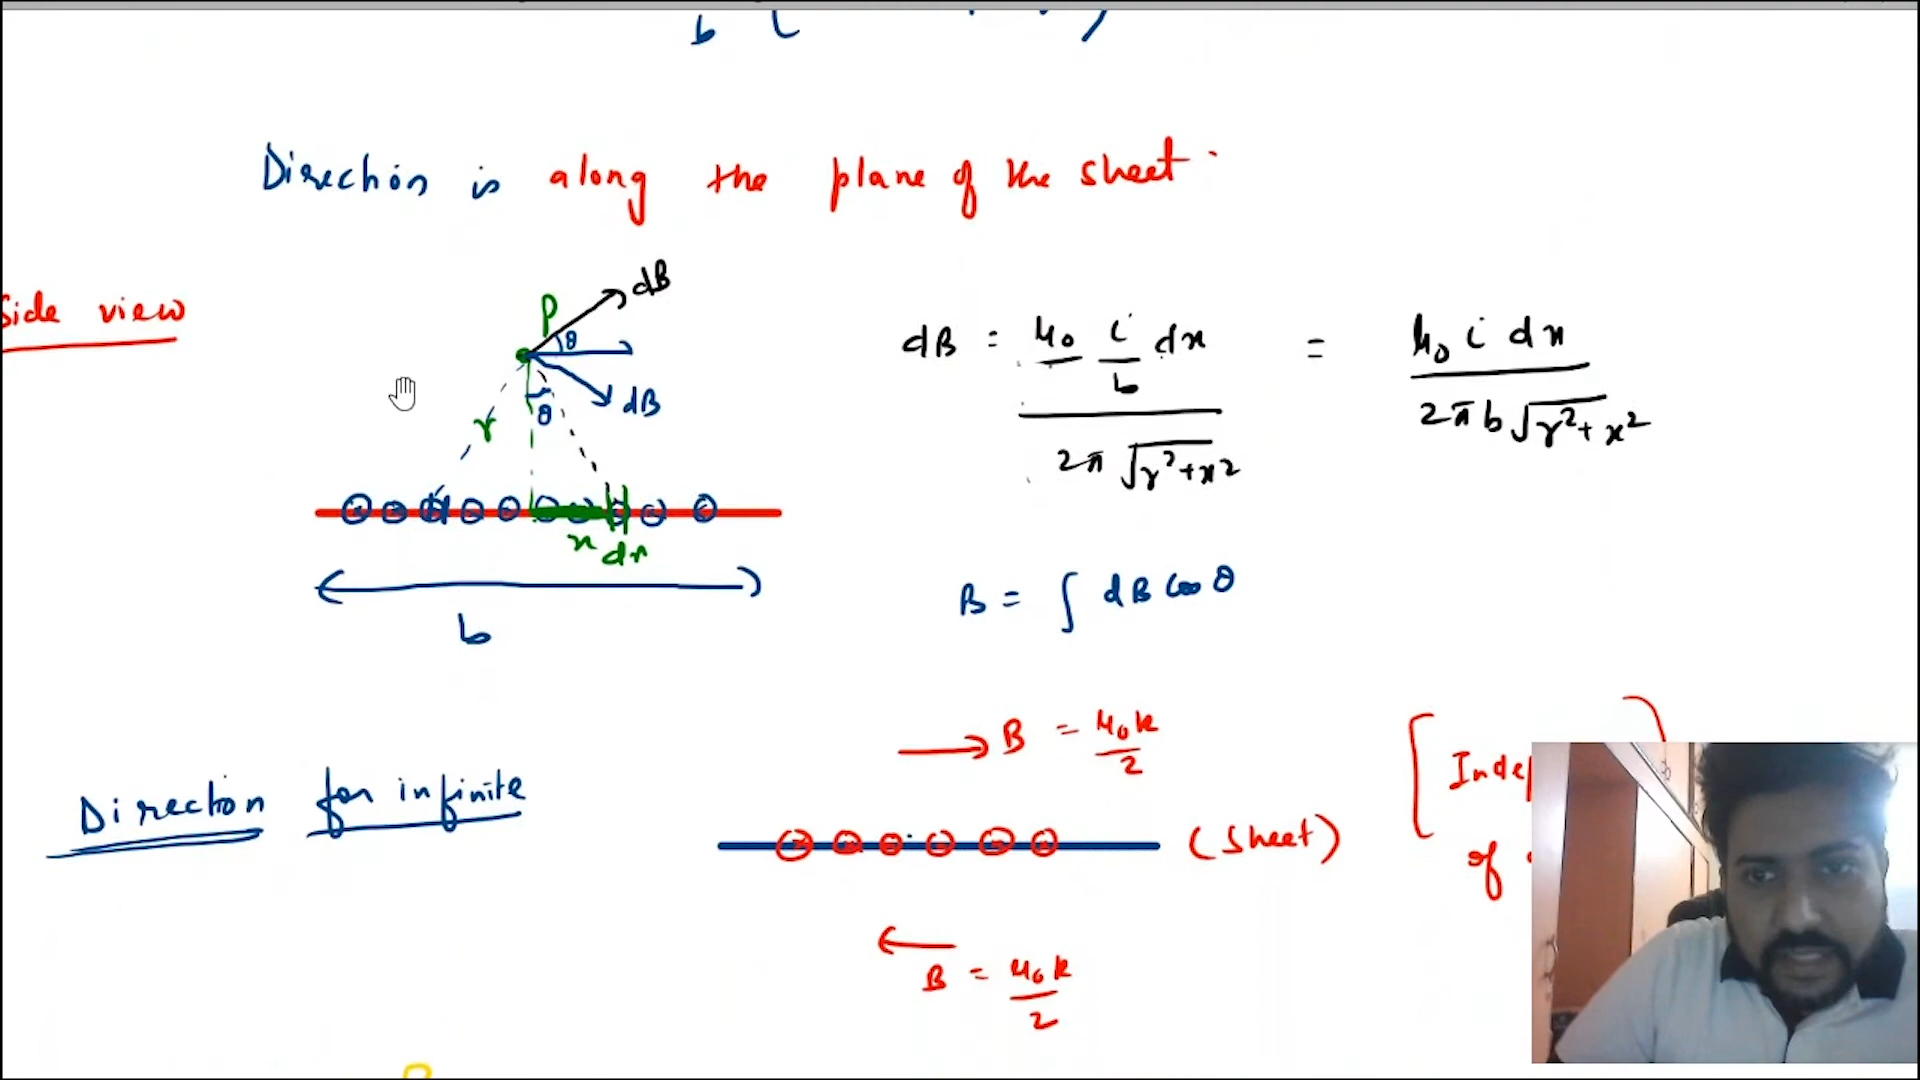 b (
Direction is along the plane of the sheet.
Side view
P
dB
θ
dB
θ
r
x dx
b
dB = μ₀ i/b dx / 2π √r²+x² = μ₀ i dx / 2π b √r²+x²
B = ∫ dB cos θ
B = μ₀k/2
Direction for infinite
(Sheet)
of
B = μ₀k/2